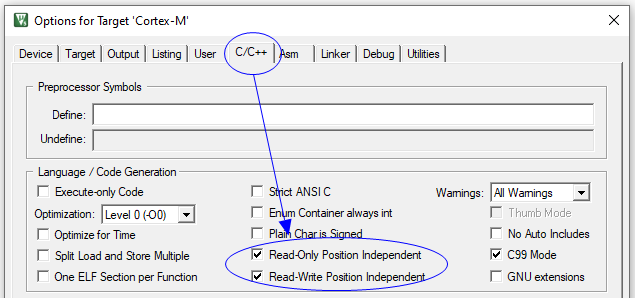 Options for Target 'Cortex-M'
Device Target Output Listing User C/C++ Asm Linker Debug Utilities
Preprocessor Symbols
Define:
Undefine:
Language / Code Generation
Execute-only Code Strict ANSI C Warnings: All Warnings
Optimization: Level 0 (-O0) Enum Container always int Thumb Mode
Optimize for Time Plain Char is Signed No Auto Includes
Split Load and Store Multiple Read-Only Position Independent C99 Mode
One ELF Section per Function Read-Write Position Independent GNU extensions